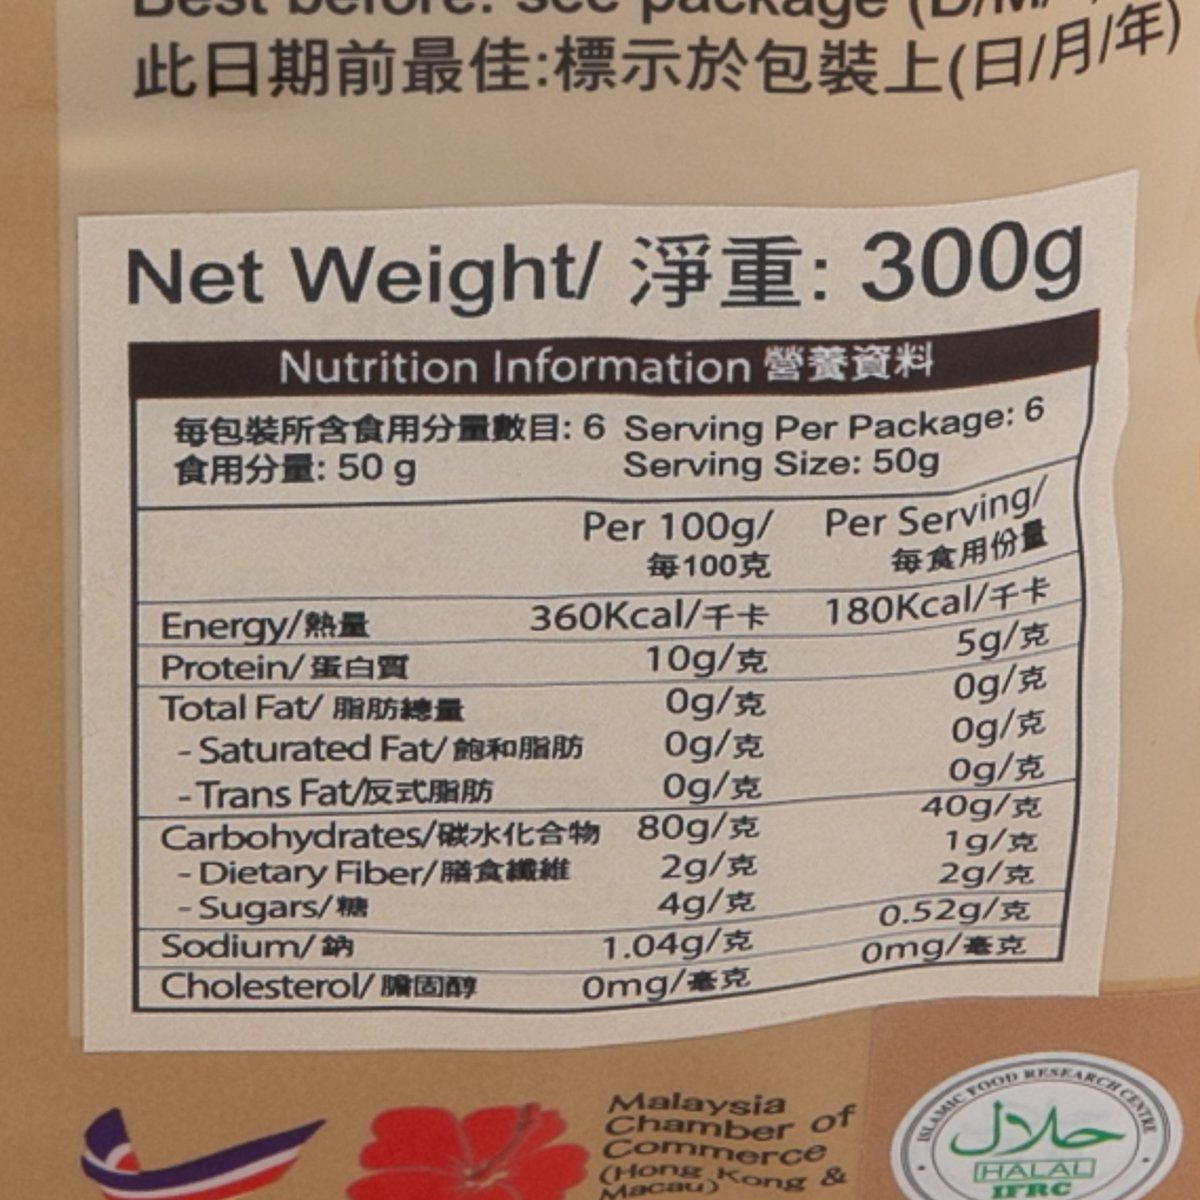 Best before: see package (D/M/
此日期前最佳:標示於包裝上(日/月/年)
Net Weight/ 淨重: 300g
Nutrition Information 營養資料
每包裝所含食用分量數目: 6 Serving Per Package: 6
食用分量: 50 g Serving Size: 50g
Per 100g/ Per Serving/
每100克 每食用份量
Energy/熱量 360Kcal/千卡 180Kcal/千卡
Protein/蛋白質 10g/克 5g/克
Total Fat/ 脂肪總量 0g/克 0g/克
- Saturated Fat/ 飽和脂肪 0g/克 0g/克
- Trans Fat/反式脂肪 0g/克 0g/克
Carbohydrates/碳水化合物 80g/克 40g/克
- Dietary Fiber/膳食纖維 2g/克 1g/克
- Sugars/糖 4g/克 2g/克
Sodium/ 鈉 1.04g/克 0.52g/克
Cholesterol/ 膽固醇 0mg/毫克 0mg/毫克
Malaysia
Chamber of
Commerce
(Hong Kong &
Macau)
ISLAMIC FOOD RESEARCH CENTRE
حلال
HALAL
IFRC